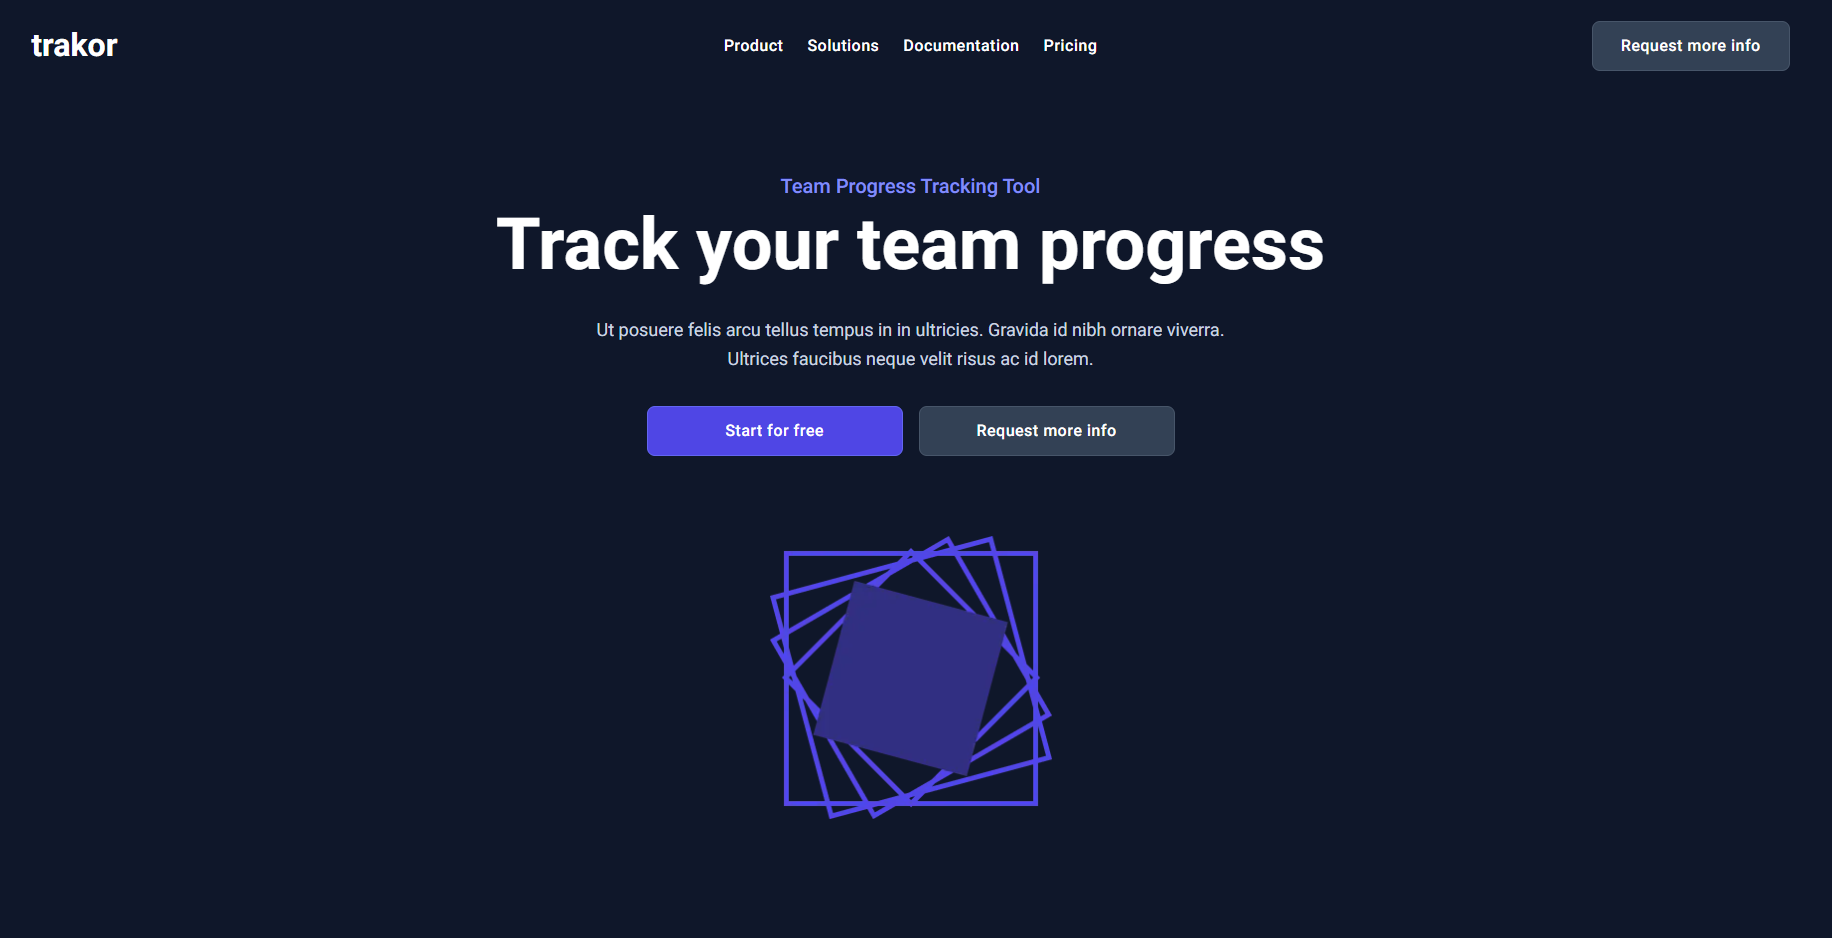 trakor
Product Solutions Documentation Pricing
Request more info
Team Progress Tracking Tool
Track your team progress
Ut posuere felis arcu tellus tempus in in ultricies. Gravida id nibh ornare viverra.
Ultrices faucibus neque velit risus ac id lorem.
Start for free
Request more info